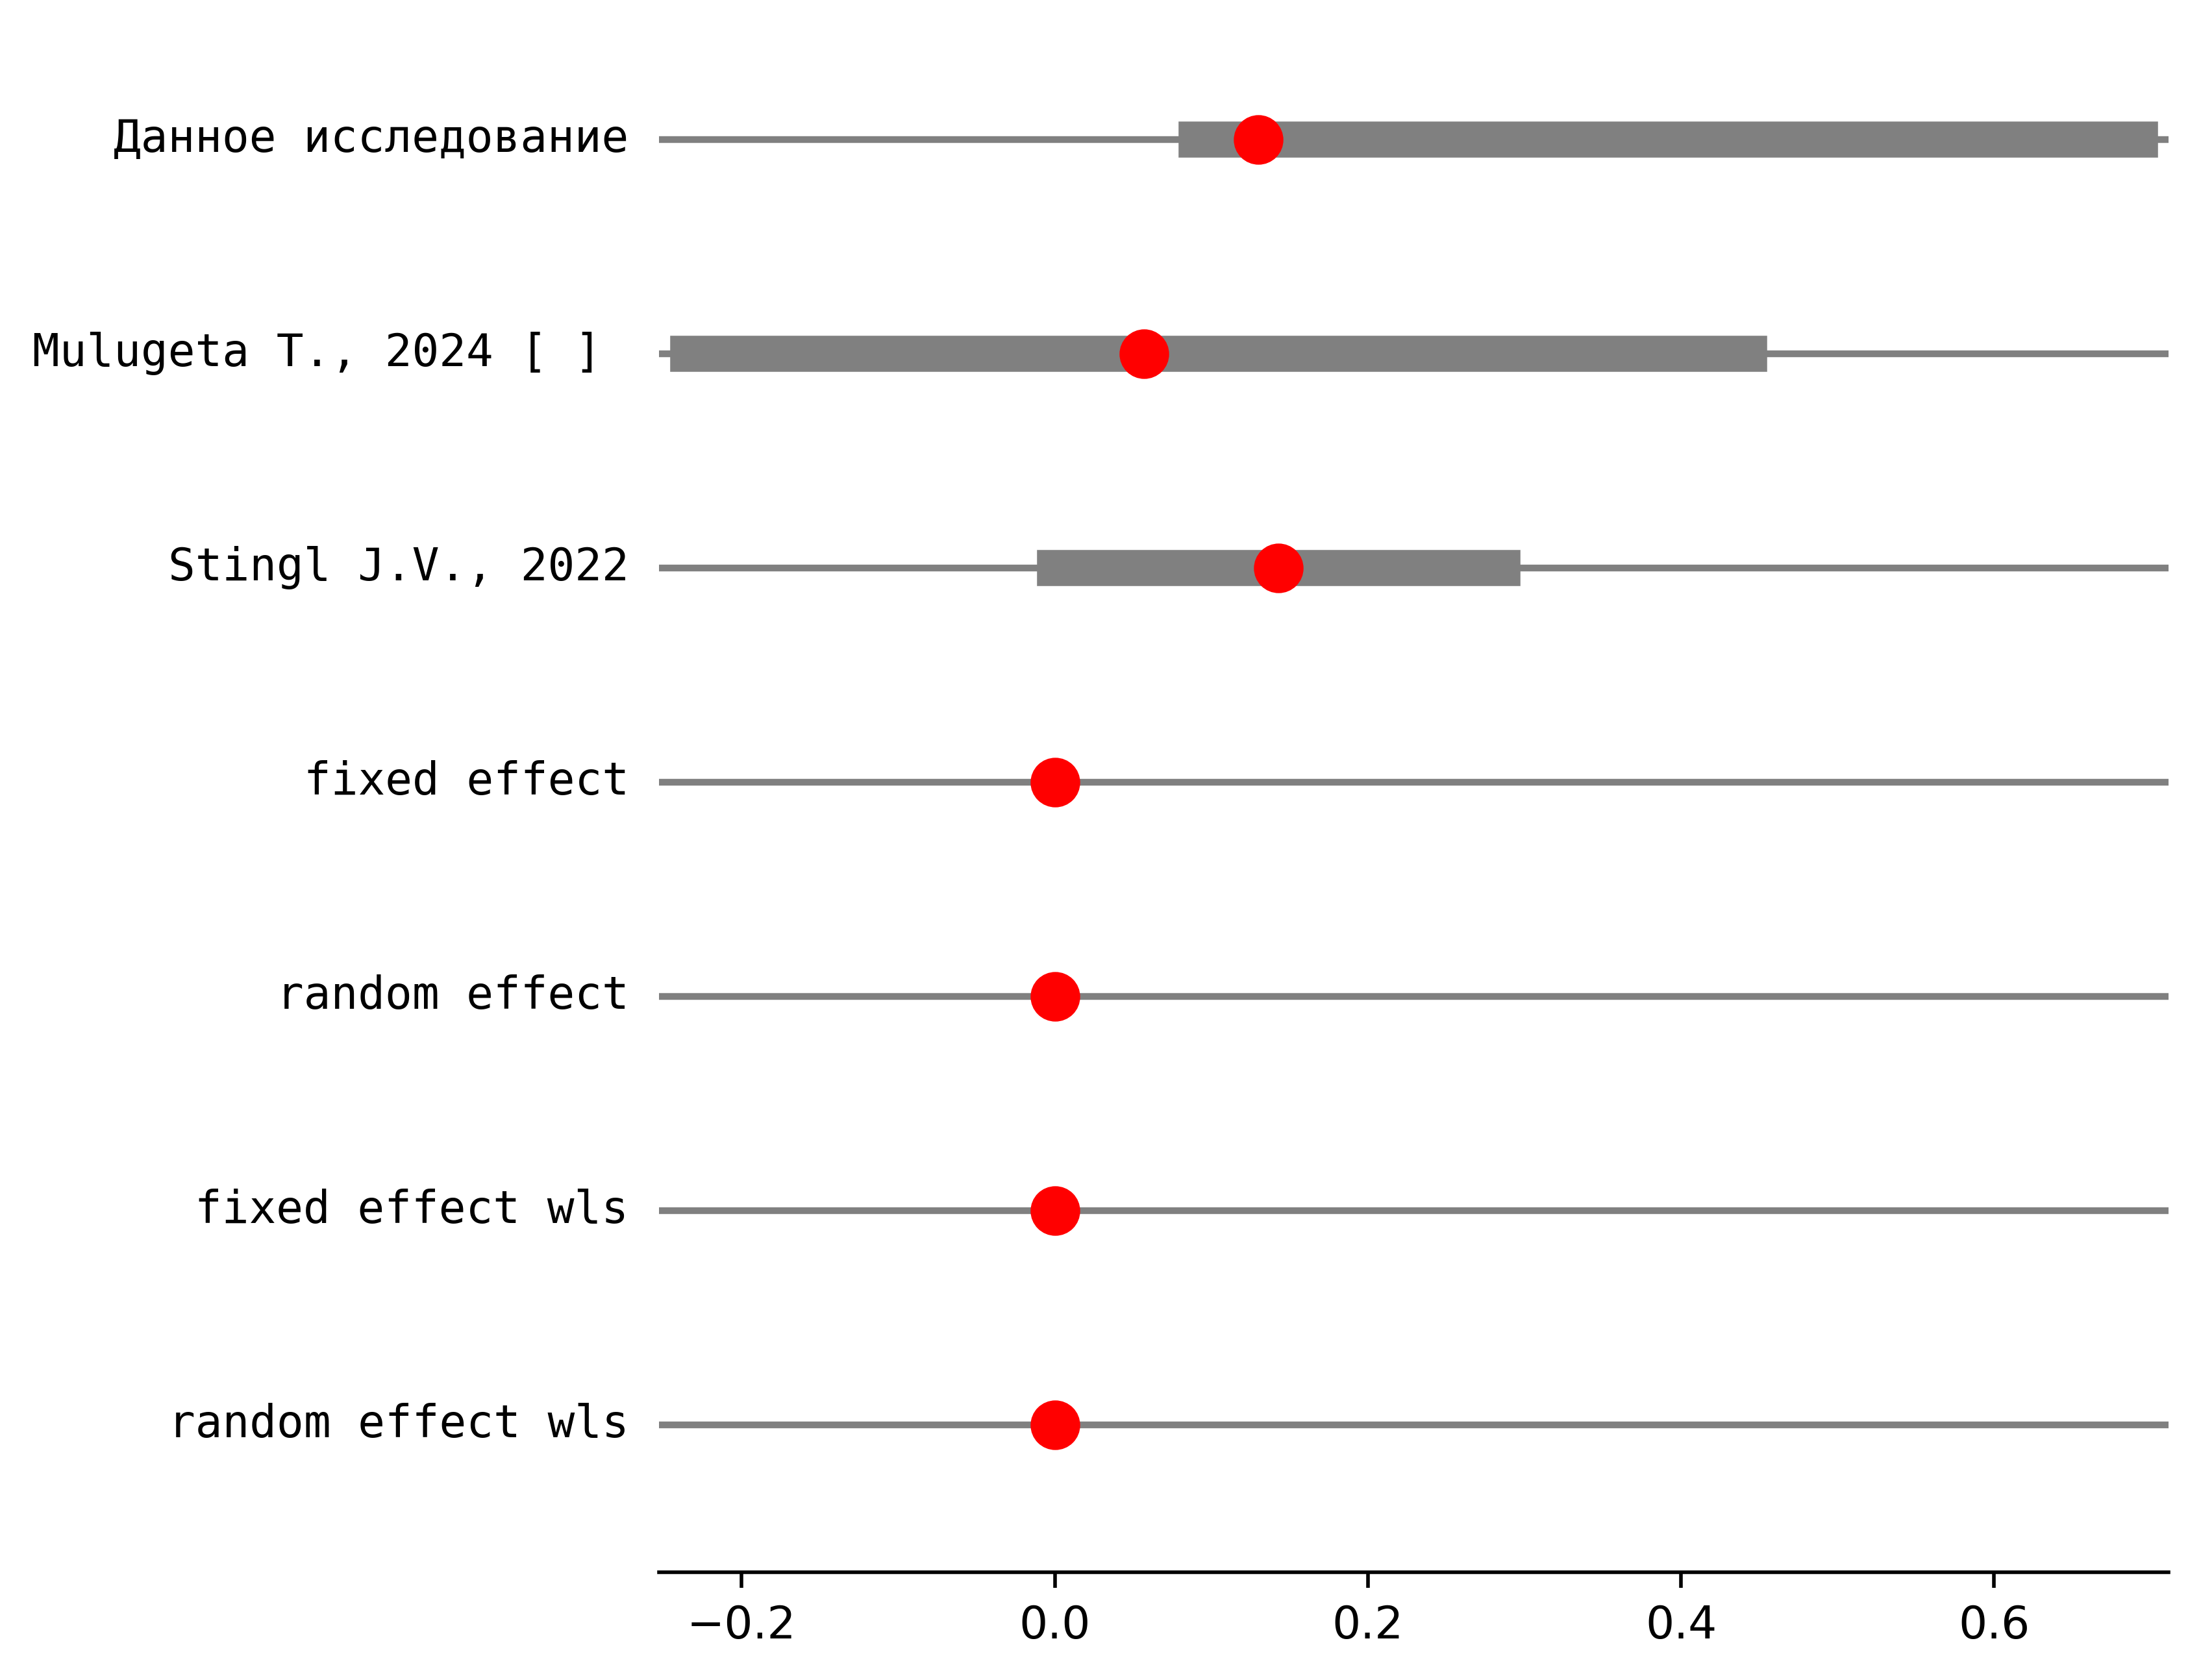 Данное исследование
Mulugeta T., 2024 [ ]
Stingl J.V., 2022
fixed effect
random effect
fixed effect wls
random effect wls
−0.2 0.0 0.2 0.4 0.6